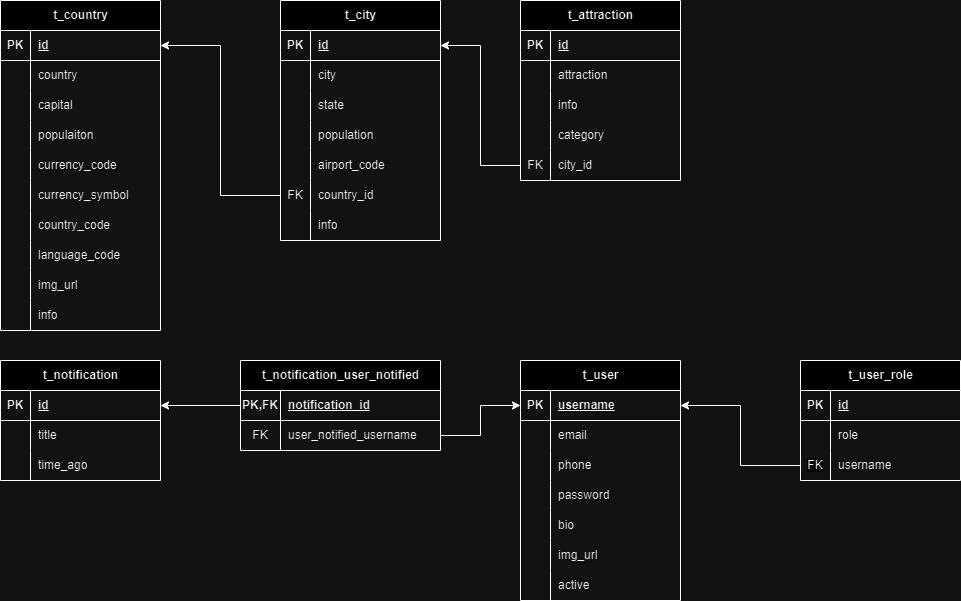 t_country
PK id
country
capital
populaiton
currency_code
currency_symbol
country_code
language_code
img_url
info
t_city
PK id
city
state
population
airport_code
FK country_id
info
t_attraction
PK id
attraction
info
category
FK city_id
t_notification
PK id
title
time_ago
t_notification_user_notified
PK,FK notification_id
FK user_notified_username
t_user
PK username
email
phone
password
bio
img_url
active
t_user_role
PK id
role
FK username